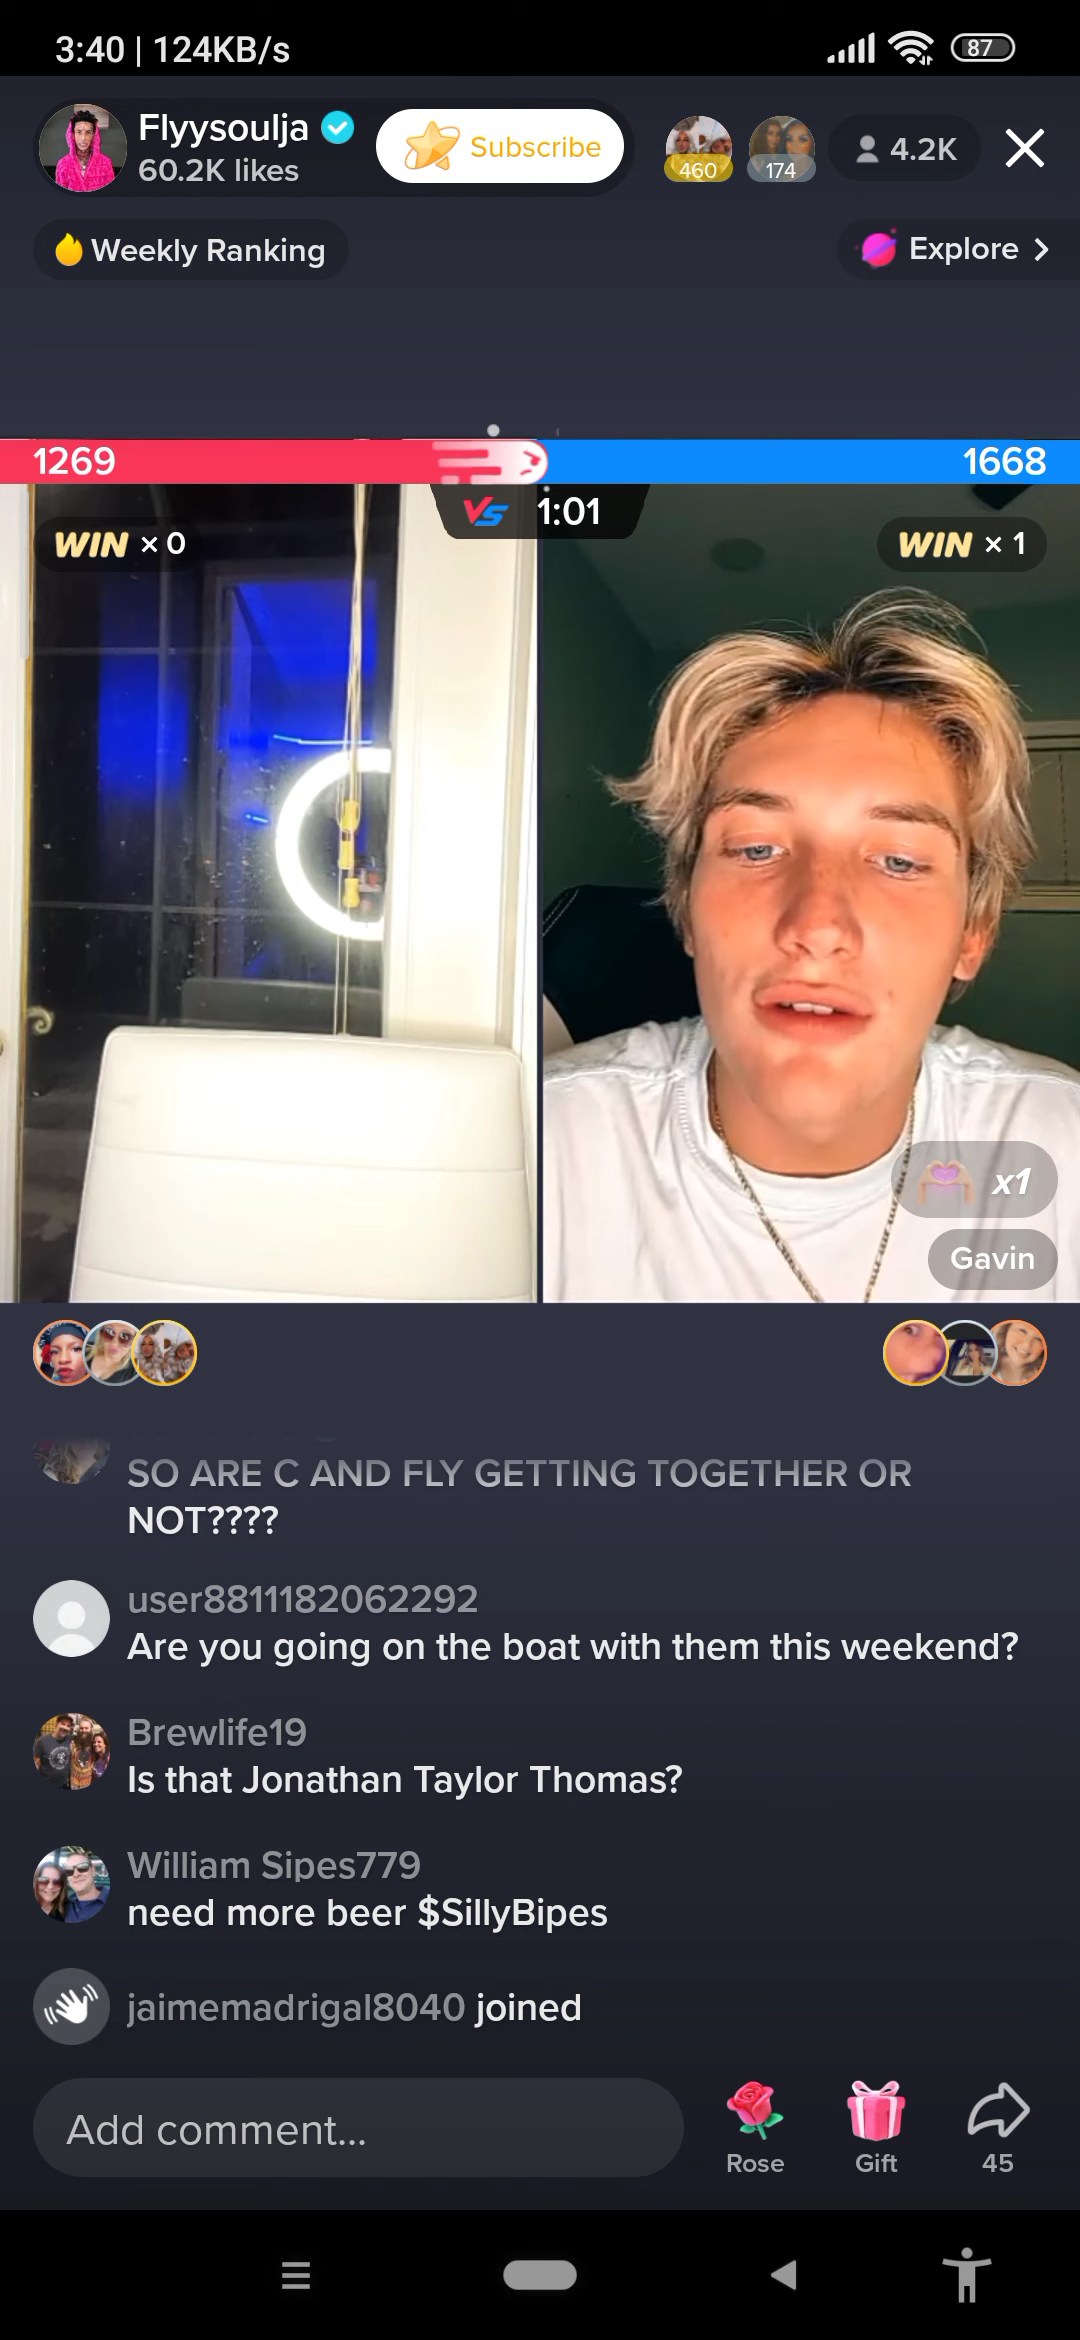 3:40 | 124KB/s
87
Flyysoulja
60.2K likes
Subscribe
460
174
4.2K
Weekly Ranking
Explore
1269
1668
VS 1:01
WIN × 0
WIN × 1
x1
Gavin
SO ARE C AND FLY GETTING TOGETHER OR
NOT????
user8811182062292
Are you going on the boat with them this weekend?
Brewlife19
Is that Jonathan Taylor Thomas?
William Sipes779
need more beer $SillyBipes
jaimemadrigal8040 joined
Add comment...
Rose
Gift
45